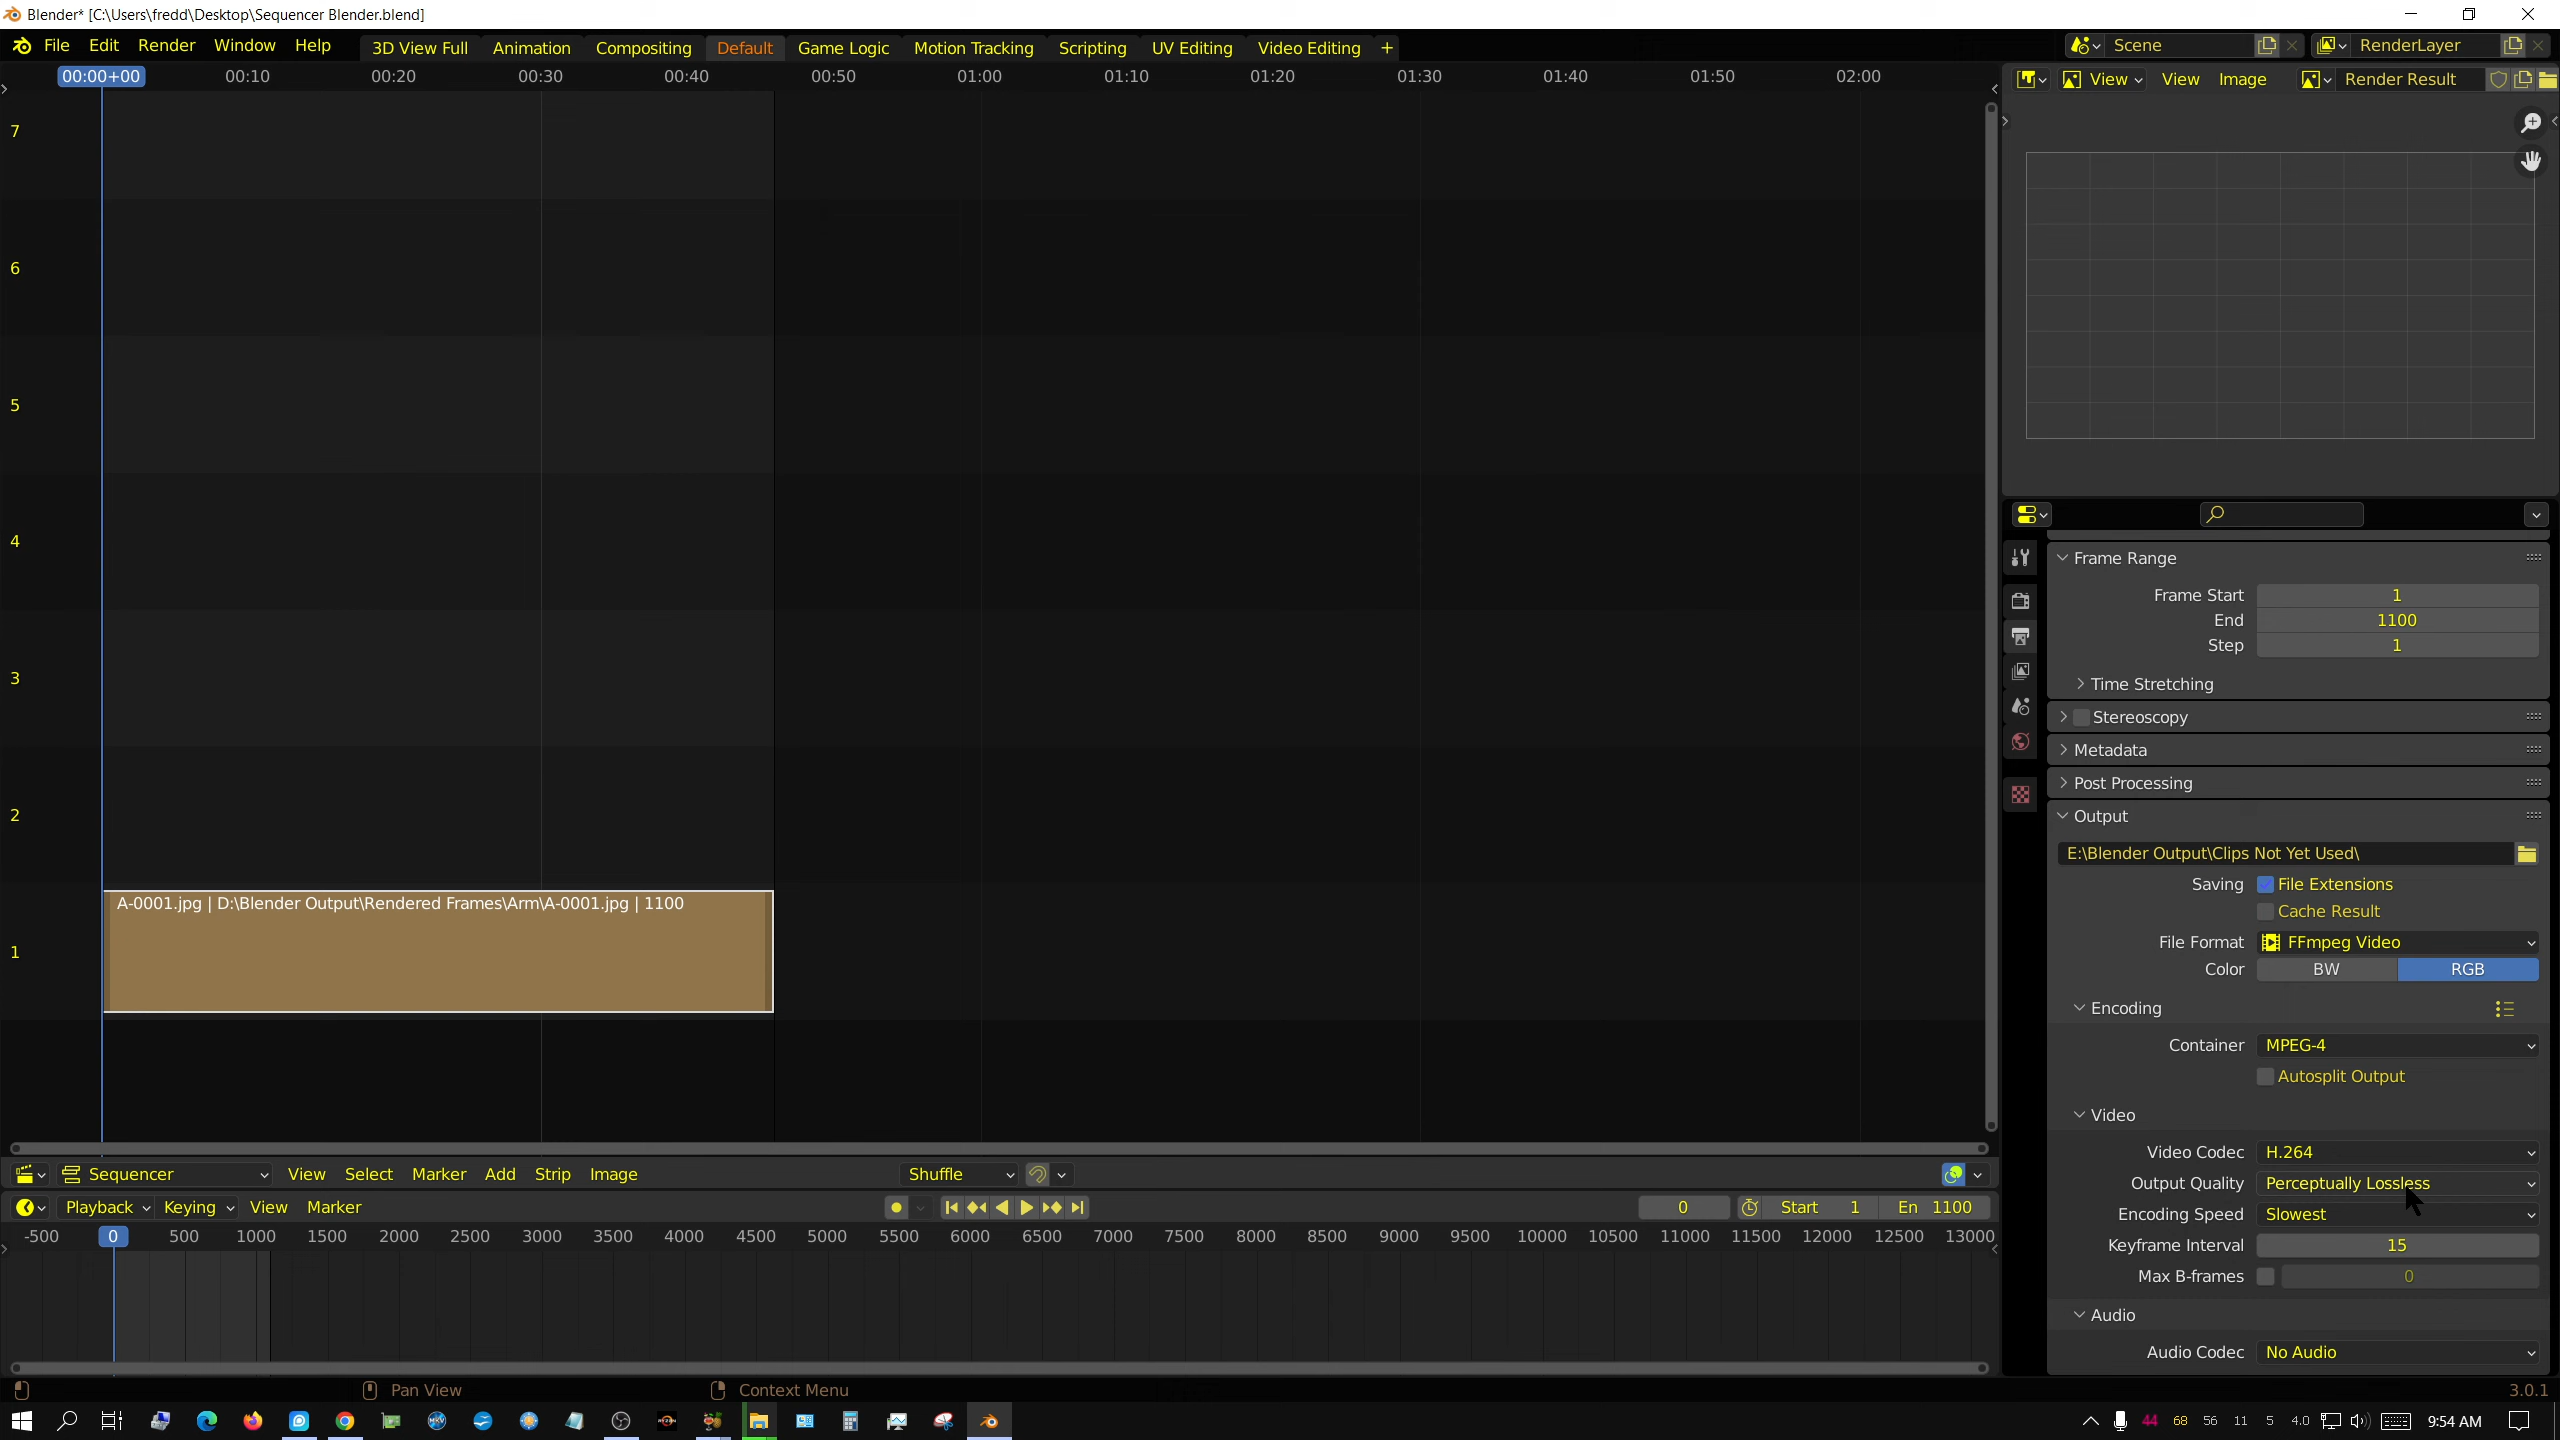 Blender* [C:\Users\fredd\Desktop\Sequencer Blender.blend]
File Edit Render Window Help 3D View Full Animation Compositing Default Game Logic Motion Tracking Scripting UV Editing Video Editing + Scene RenderLayer
00:00+00 00:10 00:20 00:30 00:40 00:50 01:00 01:10 01:20 01:30 01:40 01:50 02:00
View View Image Render Result
7
6
5
4
3
2
1
A-0001.jpg | D:\Blender Output\Rendered Frames\Arm\A-0001.jpg | 1100
Frame Range
Frame Start 1
End 1100
Step 1
Time Stretching
Stereoscopy
Metadata
Post Processing
Output
E:\Blender Output\Clips Not Yet Used\
Saving File Extensions
Cache Result
File Format FFmpeg Video
Color BW RGB
Encoding
Container MPEG-4
Autosplit Output
Video
Video Codec H.264
Output Quality Perceptually Lossless
Encoding Speed Slowest
Keyframe Interval 15
Max B-frames 0
Audio
Audio Codec No Audio
Sequencer View Select Marker Add Strip Image Shuffle
Playback Keying View Marker 0 Start 1 En 1100
-500 0 500 1000 1500 2000 2500 3000 3500 4000 4500 5000 5500 6000 6500 7000 7500 8000 8500 9000 9500 10000 10500 11000 11500 12000 12500 13000
Pan View Context Menu 3.0.1
MKV RYZEN 44 68 56 11 5 4.0 9:54 AM